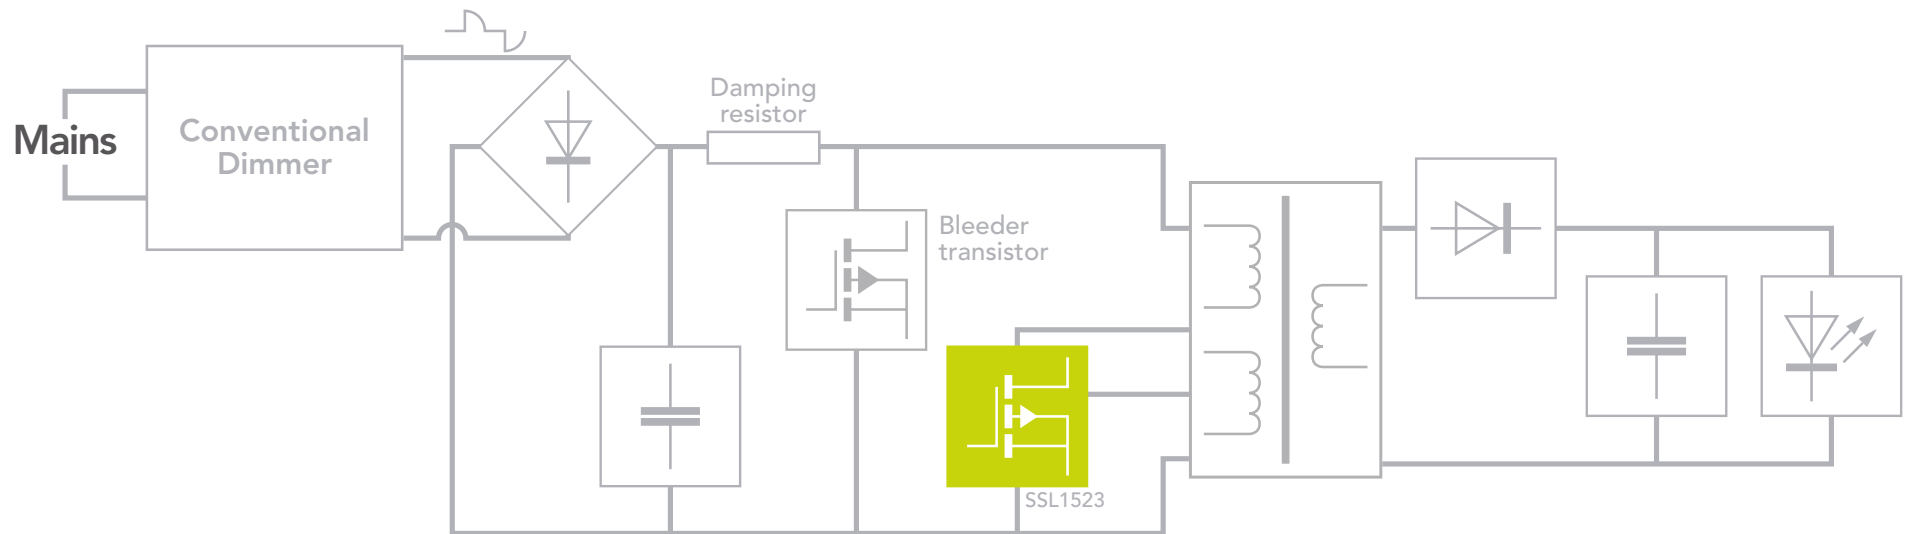 Mains
Conventional
Dimmer
Damping
resistor
Bleeder
transistor
SSL1523